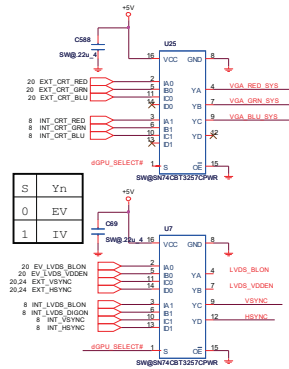 +5V
C588
SW@.22u_4
U25
16 VCC GND 8
20 EXT_CRT_RED 2 IA0 YA 4 VGA_RED_SYS
20 EXT_CRT_GRN 5 IB0
20 EXT_CRT_BLU 11 IC0 YB 7 VGA_GRN_SYS
14 ID0
8 INT_CRT_RED 3 IA1 YC 9 VGA_BLU_SYS
8 INT_CRT_GRN 6 IB1
8 INT_CRT_BLU 10 IC1 YD 12
13 ID1
dGPU_SELECT# 1 S OE 15
SW@SN74CBT3257CPWR
S Yn
0 EV
1 IV
+5V
C69
SW@.22u_4
U7
16 VCC GND 8
20 EV_LVDS_BLON 2 IA0 YA 4 LVDS_BLON
20 EV_LVDS_VDDEN 5 IB0
20,24 EXT_VSYNC 11 IC0 YB 7 LVDS_VDDEN
20,24 EXT_HSYNC 14 ID0
8 INT_LVDS_BLON 3 IA1 YC 9 VSYNC
8 INT_LVDS_DIGON 6 IB1
8 INT_VSYNC 10 IC1 YD 12 HSYNC
8 INT_HSYNC 13 ID1
dGPU_SELECT# 1 S OE 15
SW@SN74CBT3257CPWR